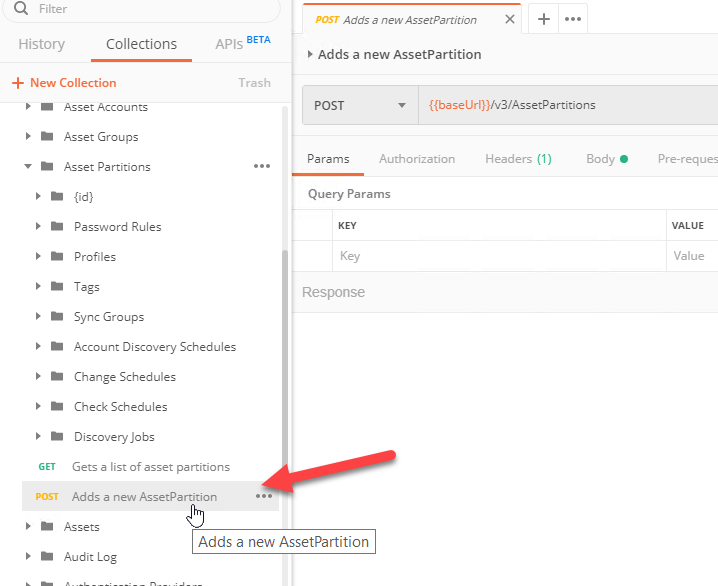 Filter
History
Collections
APIs BETA
+ New Collection
Trash
Asset Accounts
Asset Groups
Asset Partitions
{id}
Password Rules
Profiles
Tags
Sync Groups
Account Discovery Schedules
Change Schedules
Check Schedules
Discovery Jobs
GET Gets a list of asset partitions
POST Adds a new AssetPartition
Adds a new AssetPartition
Assets
Audit Log
Authentication Providers
POST Adds a new AssetPartition
Adds a new AssetPartition
POST
{{baseUrl}}/v3/AssetPartitions
Params
Authorization
Headers (1)
Body
Pre-reques
Query Params
KEY
VALUE
Key
Value
Response